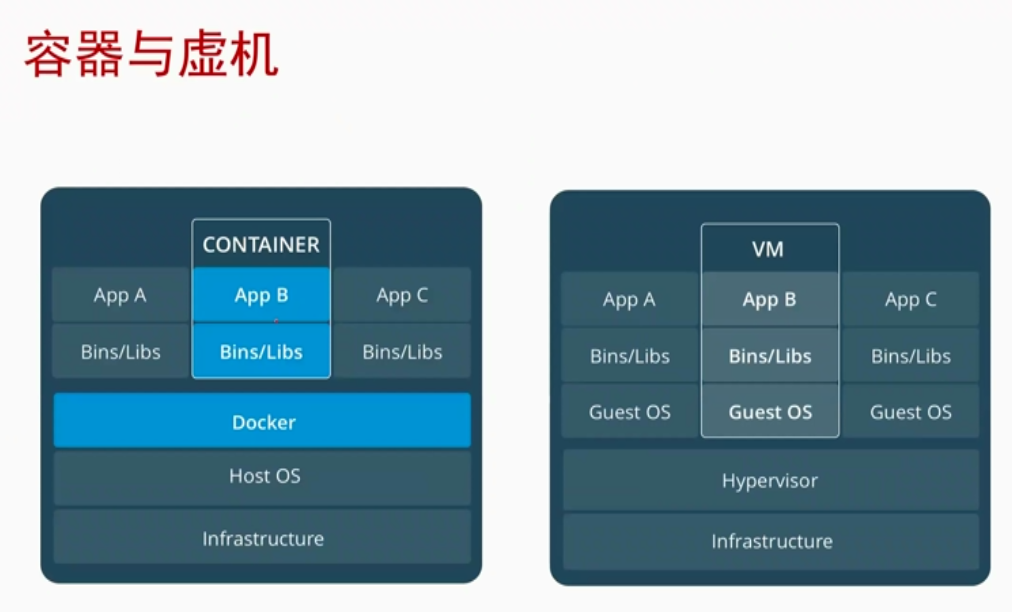 容器与虚机
CONTAINER
App A App B App C
Bins/Libs Bins/Libs Bins/Libs
Docker
Host OS
Infrastructure
VM
App A App B App C
Bins/Libs Bins/Libs Bins/Libs
Guest OS Guest OS Guest OS
Hypervisor
Infrastructure